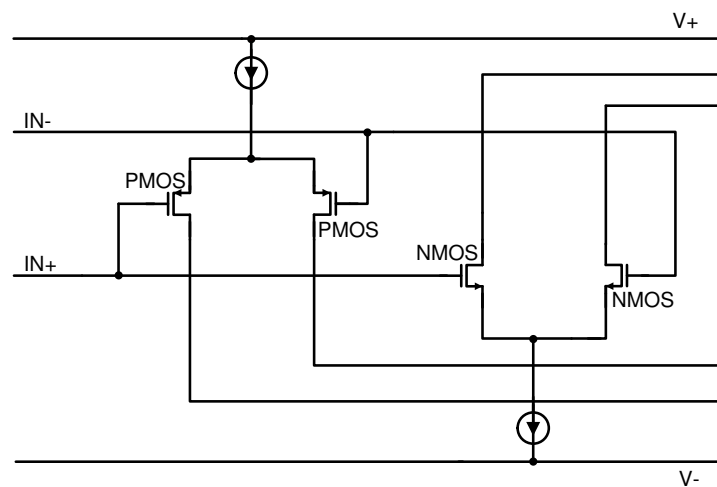 V+
IN-
PMOS
PMOS
NMOS
IN+
NMOS
V-